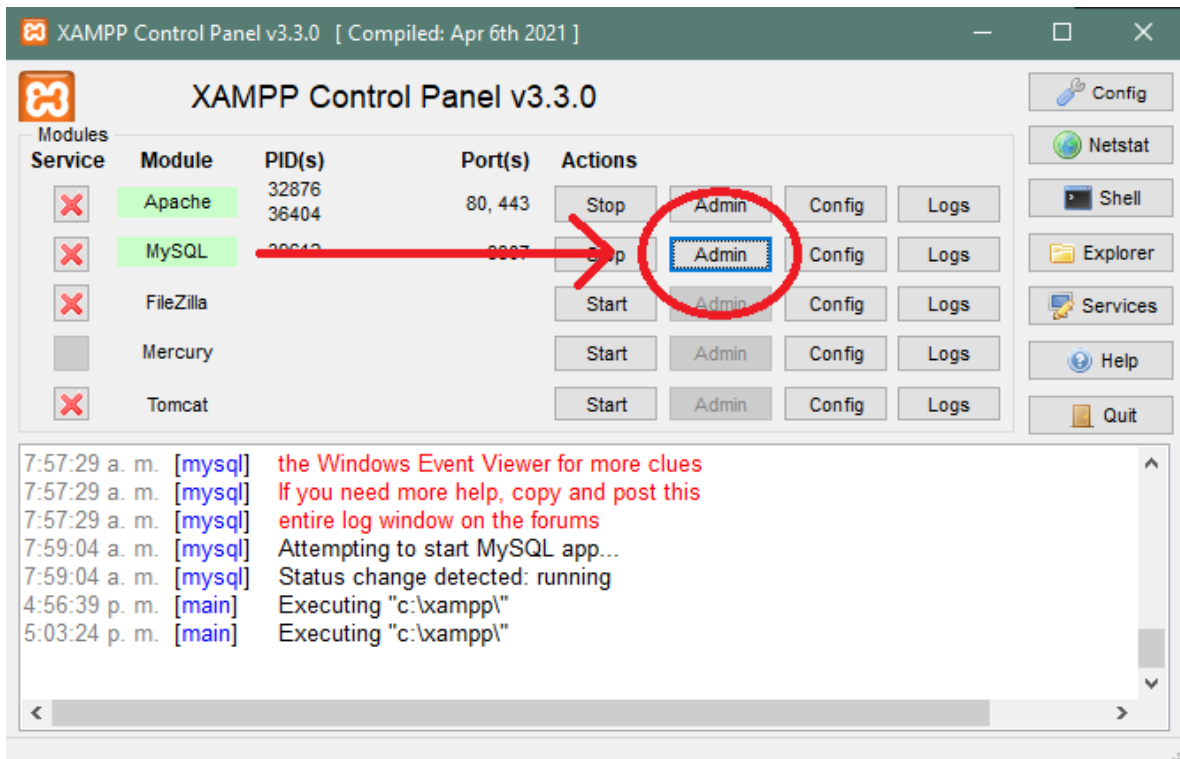 XAMPP Control Panel v3.3.0 [ Compiled: Apr 6th 2021 ]
XAMPP Control Panel v3.3.0
Config
Modules
Service Module PID(s) Port(s) Actions
Netstat
Apache 32876 36404 80, 443 Stop Admin Config Logs
Shell
MySQL Admin Config Logs
Explorer
FileZilla Start Admin Config Logs
Services
Mercury Start Admin Config Logs
Help
Tomcat Start Admin Config Logs
Quit
7:57:29 a. m. [mysql] the Windows Event Viewer for more clues
7:57:29 a. m. [mysql] If you need more help, copy and post this
7:57:29 a. m. [mysql] entire log window on the forums
7:59:04 a. m. [mysql] Attempting to start MySQL app...
7:59:04 a. m. [mysql] Status change detected: running
4:56:39 p. m. [main] Executing "c:\xampp\"
5:03:24 p. m. [main] Executing "c:\xampp\"